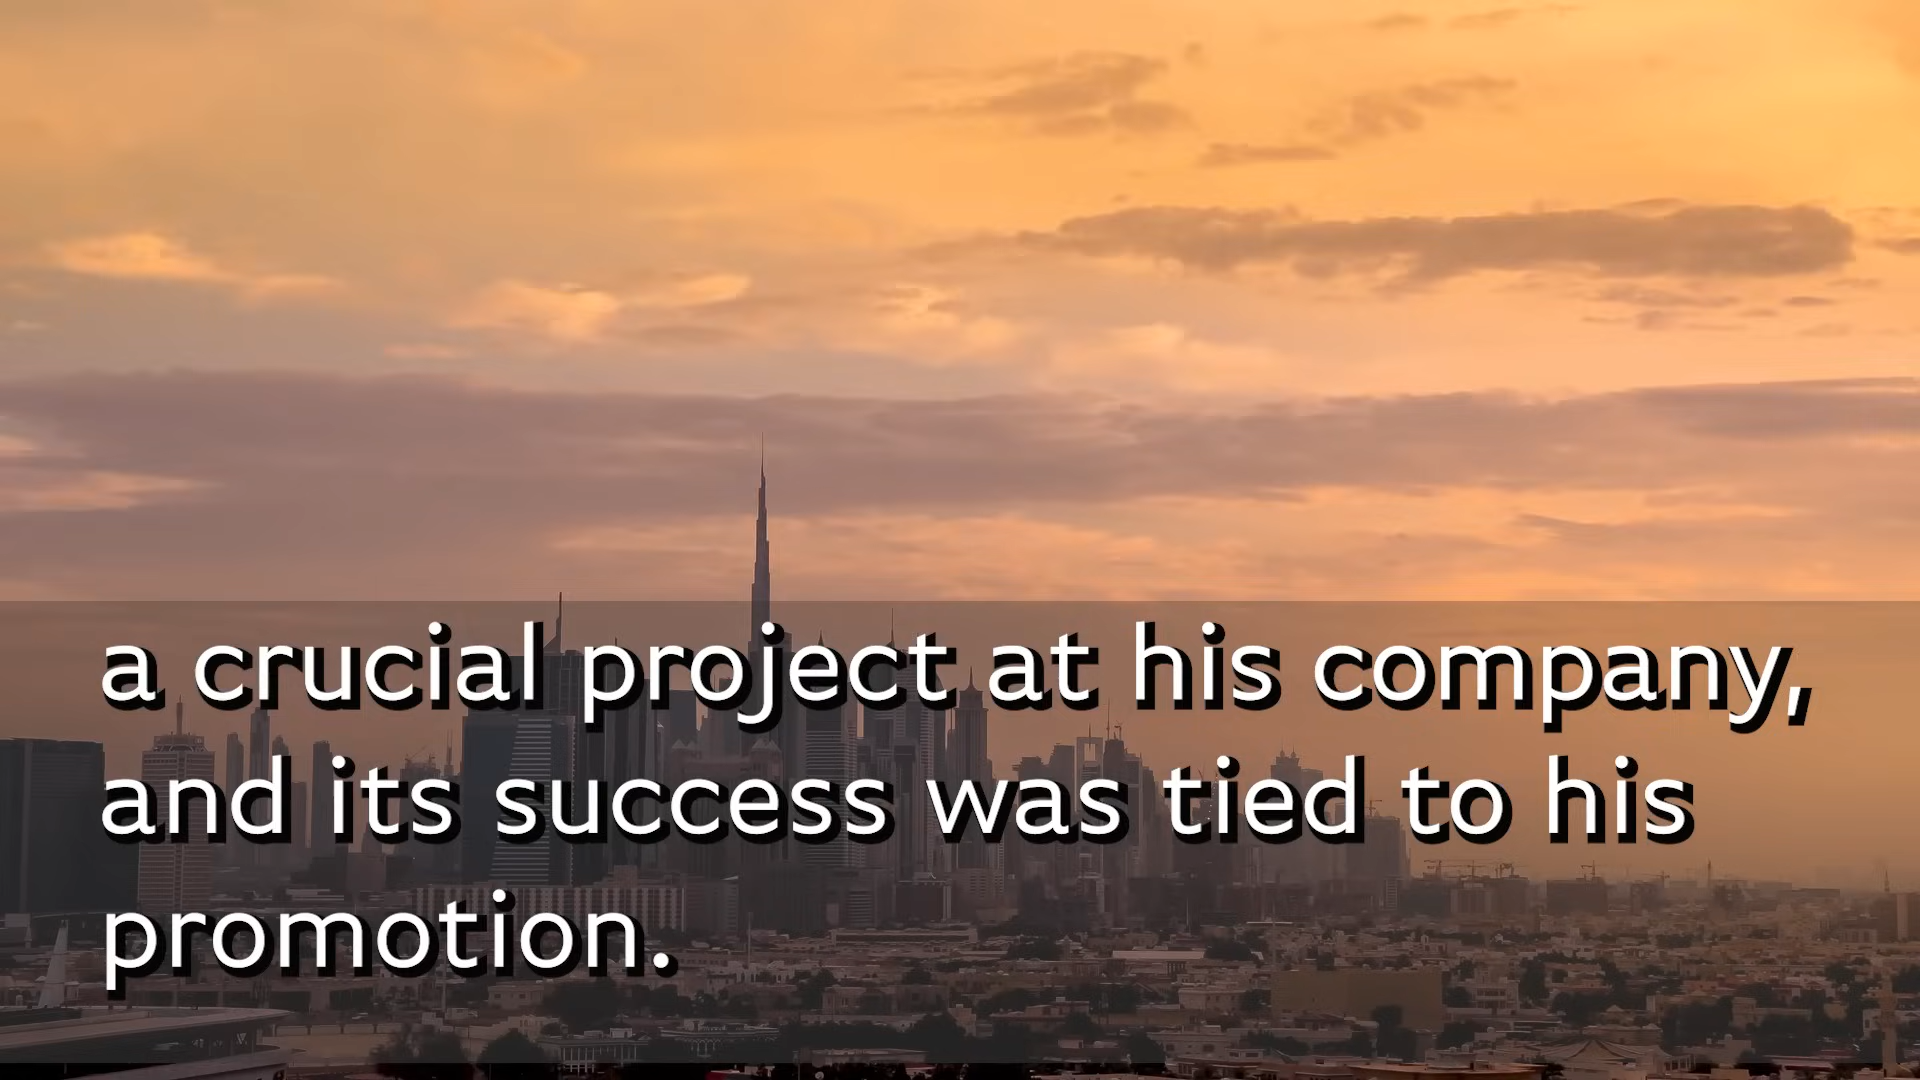 a crucial project at his company,
and its success was tied to his
promotion.